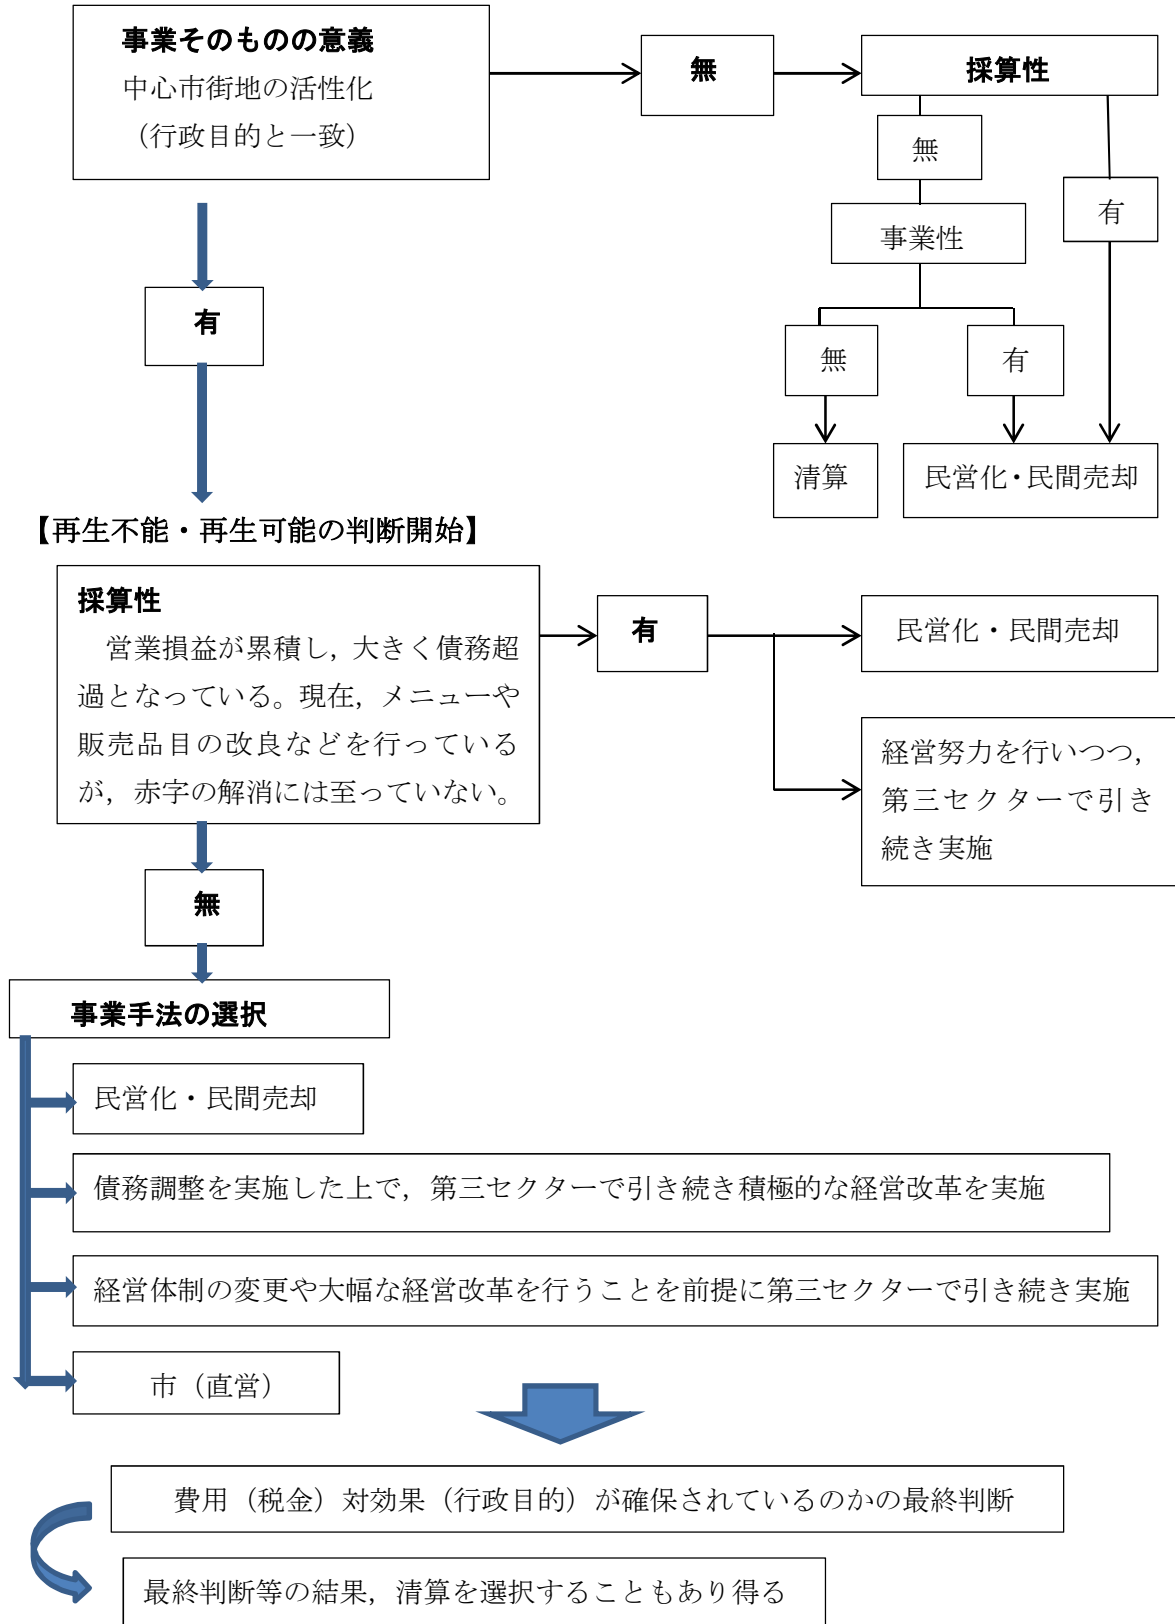 事業そのものの意義
中心市街地の活性化
（行政目的と一致）
無
採算性
無
有
事業性
有
無
有
清算
民営化・民間売却
【再生不能・再生可能の判断開始】
採算性
営業損益が累積し，大きく債務超
過となっている。現在，メニューや
販売品目の改良などを行っている
が，赤字の解消には至っていない。
有
民営化・民間売却
経営努力を行いつつ，
第三セクターで引き
続き実施
無
事業手法の選択
民営化・民間売却
債務調整を実施した上で，第三セクターで引き続き積極的な経営改革を実施
経営体制の変更や大幅な経営改革を行うことを前提に第三セクターで引き続き実施
市（直営）
費用（税金）対効果（行政目的）が確保されているのかの最終判断
最終判断等の結果，清算を選択することもあり得る